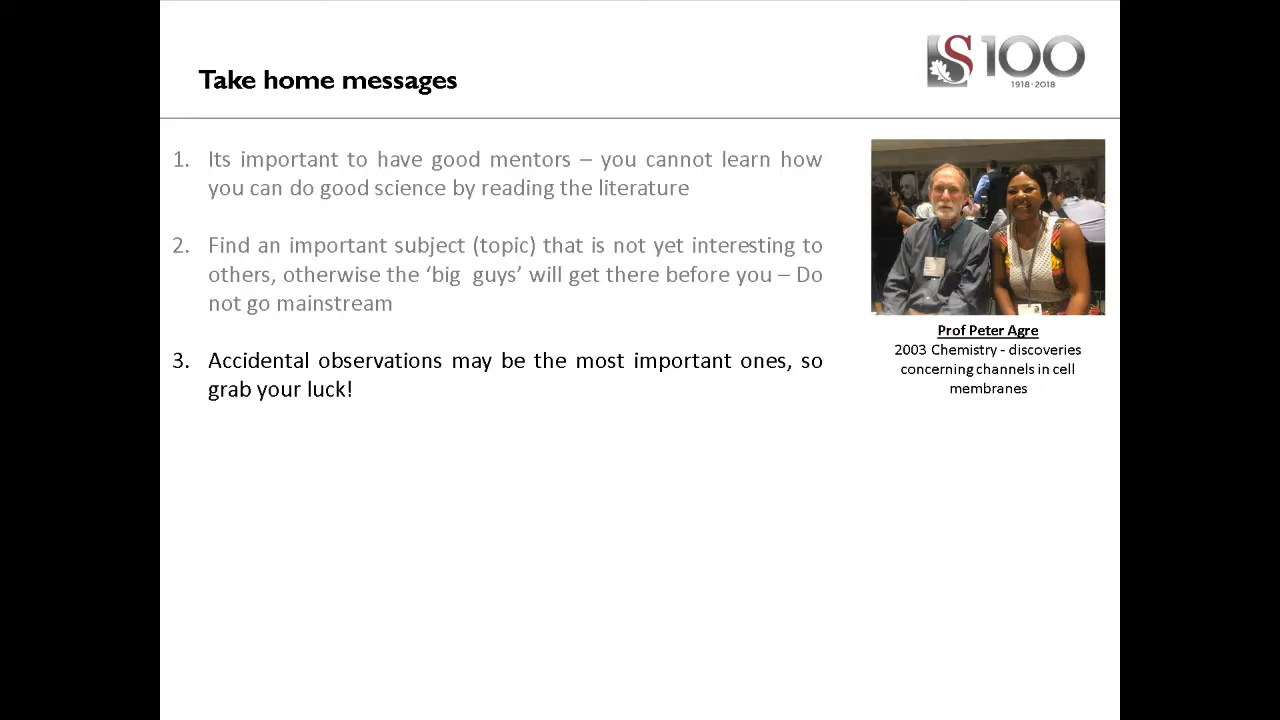 Take home messages
S100
1918·2018
1. Its important to have good mentors – you cannot learn how
you can do good science by reading the literature
2. Find an important subject (topic) that is not yet interesting to
others, otherwise the ‘big guys’ will get there before you – Do
not go mainstream
3. Accidental observations may be the most important ones, so
grab your luck!
Prof Peter Agre
2003 Chemistry - discoveries
concerning channels in cell
membranes